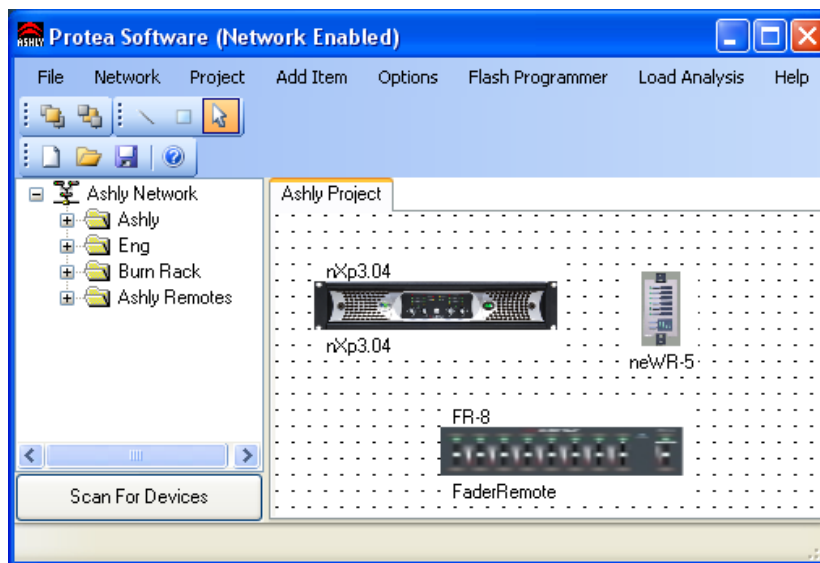 ASHLY Protea Software (Network Enabled)
File Network Project Add Item Options Flash Programmer Load Analysis Help
Ashly Network
Ashly
Eng
Burn Rack
Ashly Remotes
Scan For Devices
Ashly Project
nXp3.04
nXp3.04
neWR-5
FR-8
FaderRemote